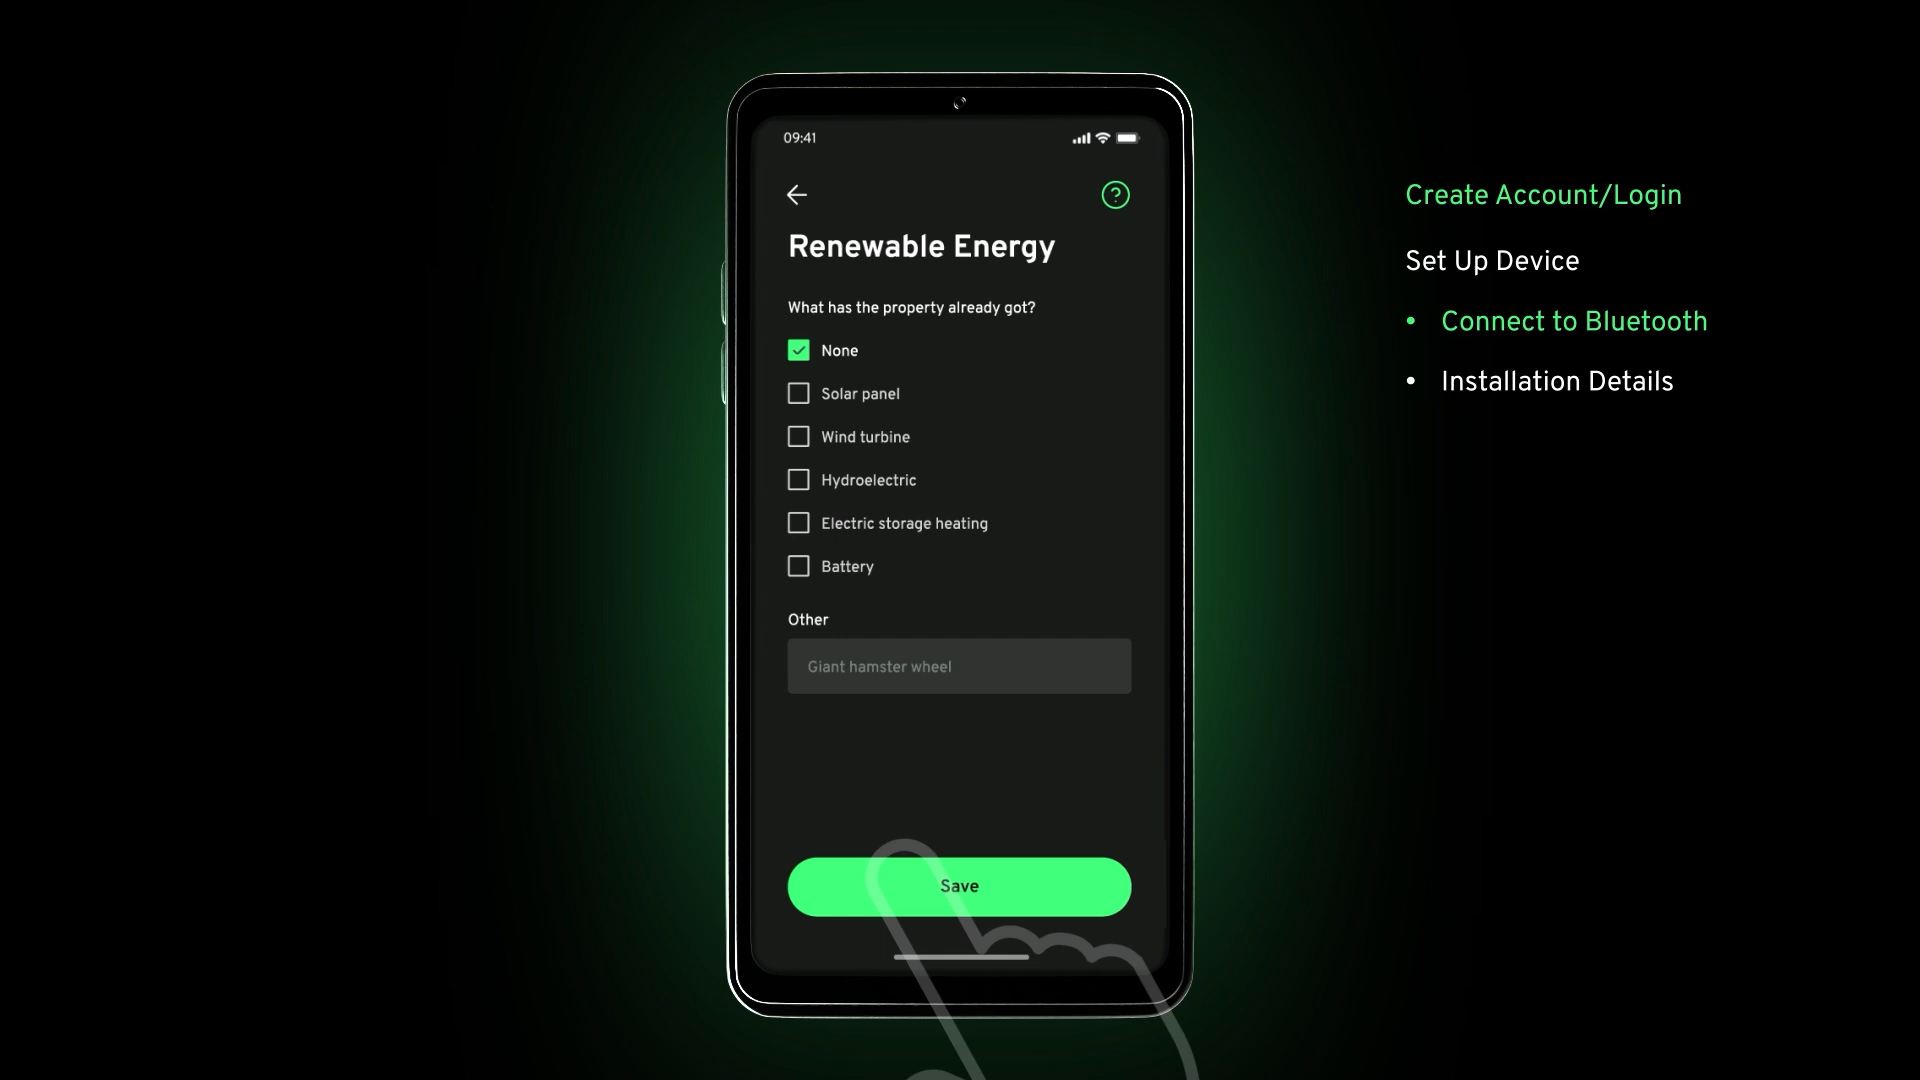 09:41
Renewable Energy
What has the property already got?
None
Solar panel
Wind turbine
Hydroelectric
Electric storage heating
Battery
Other
Giant hamster wheel
Save
Create Account/Login
Set Up Device
• Connect to Bluetooth
• Installation Details